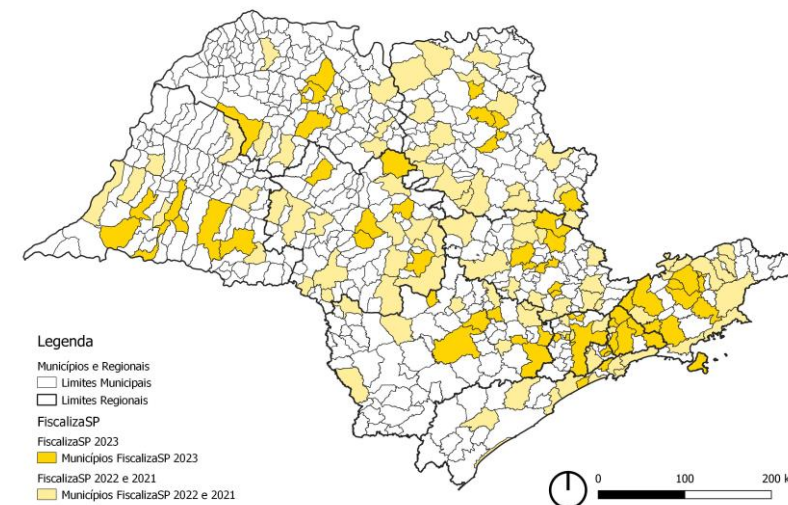 Legenda
Municípios e Regionais
Limites Municipais
Limites Regionais
FiscalizaSP
FiscalizaSP 2023
Municípios FiscalizaSP 2023
FiscalizaSP 2022 e 2021
Municípios FiscalizaSP 2022 e 2021
0 100 200 k